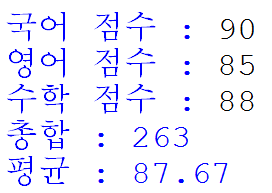 국어 점수 : 90
영어 점수 : 85
수학 점수 : 88
총합 : 263
평균 : 87.67